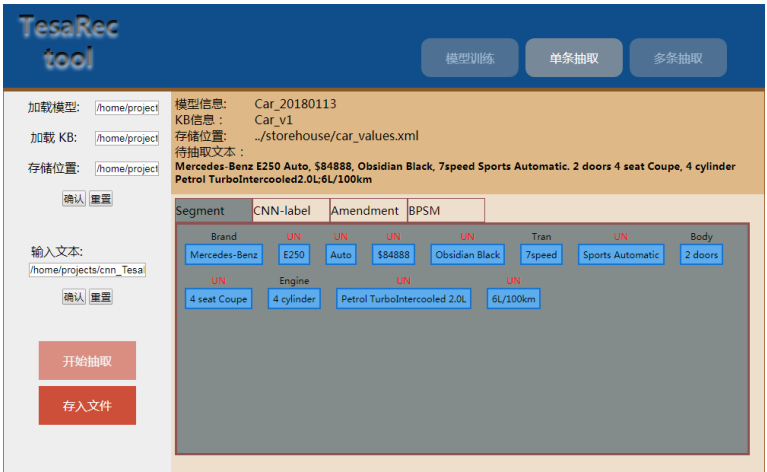 TesaRec
tool
模型训练
单条抽取
多条抽取
加载模型: /home/project
加载 KB: /home/project
存储位置: /home/project
确认 重置
输入文本:
/home/projects/cnn_Tesal
确认 重置
开始抽取
存入文件
模型信息: Car_20180113
KB信息： Car_v1
存储位置: ../storehouse/car_values.xml
待抽取文本：
Mercedes-Benz E250 Auto, $84888, Obsidian Black, 7speed Sports Automatic. 2 doors 4 seat Coupe, 4 cylinder
Petrol TurboIntercooled2.0L;6L/100km
Segment CNN-label Amendment BPSM
Brand UN UN UN UN Tran UN Body
Mercedes-Benz E250 Auto $84888 Obsidian Black 7speed Sports Automatic 2 doors
UN Engine UN UN
4 seat Coupe 4 cylinder Petrol TurboIntercooled 2.0L 6L/100km